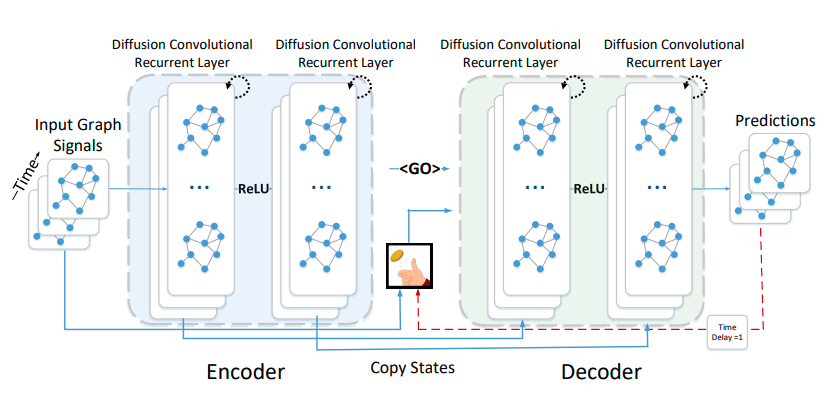 Diffusion Convolutional
Recurrent Layer
Diffusion Convolutional
Recurrent Layer
Diffusion Convolutional
Recurrent Layer
Diffusion Convolutional
Recurrent Layer
Input Graph
Signals
Time
...
ReLU
...
<GO>
...
ReLU
...
Predictions
Time
Delay =1
Encoder
Copy States
Decoder